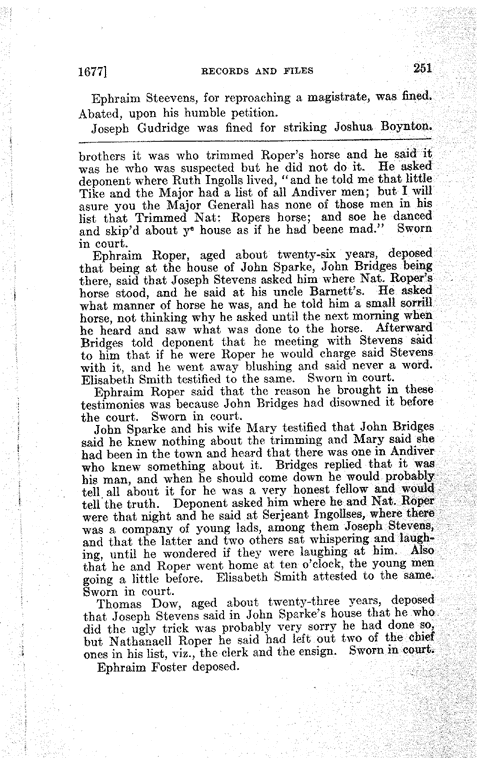 1677] RECORDS AND FILES 251
Ephraim Steevens, for reproaching a magistrate, was fined.
Abated, upon his humble petition.
Joseph Gudridge was fined for striking Joshua Boynton.
brothers it was who trimmed Roper's horse and he said it
was he who was suspected but he did not do it. He asked
deponent where Ruth Ingolls lived, "and he told me that little
Tike and the Major had a list of all Andiver men; but I will
asure you the Major Generall has none of those men in his
list that Trimmed Nat: Ropers horse; and soe he danced
and skip'd about yᵉ house as if he had beene mad." Sworn
in court.
Ephraim Roper, aged about twenty-six years, deposed
that being at the house of John Sparke, John Bridges being
there, said that Joseph Stevens asked him where Nat. Roper's
horse stood, and he said at his uncle Barnett's. He asked
what manner of horse he was, and he told him a small sorrill
horse, not thinking why he asked until the next morning when
he heard and saw what was done to the horse. Afterward
Bridges told deponent that he meeting with Stevens said
to him that if he were Roper he would charge said Stevens
with it, and he went away blushing and said never a word.
Elisabeth Smith testified to the same. Sworn in court.
Ephraim Roper said that the reason he brought in these
testimonies was because John Bridges had disowned it before
the court. Sworn in court.
John Sparke and his wife Mary testified that John Bridges
said he knew nothing about the trimming and Mary said she
had been in the town and heard that there was one in Andiver
who knew something about it. Bridges replied that it was
his man, and when he should come down he would probably
tell all about it for he was a very honest fellow and would
tell the truth. Deponent asked him where he and Nat. Roper
were that night and he said at Serjeant Ingollses, where there
was a company of young lads, among them Joseph Stevens,
and that the latter and two others sat whispering and laugh-
ing, until he wondered if they were laughing at him. Also
that he and Roper went home at ten o'clock, the young men
going a little before. Elisabeth Smith attested to the same.
Sworn in court.
Thomas Dow, aged about twenty-three years, deposed
that Joseph Stevens said in John Sparke's house that he who
did the ugly trick was probably very sorry he had done so,
but Nathanaell Roper he said had left out two of the chief
ones in his list, viz., the clerk and the ensign. Sworn in court.
Ephraim Foster deposed.